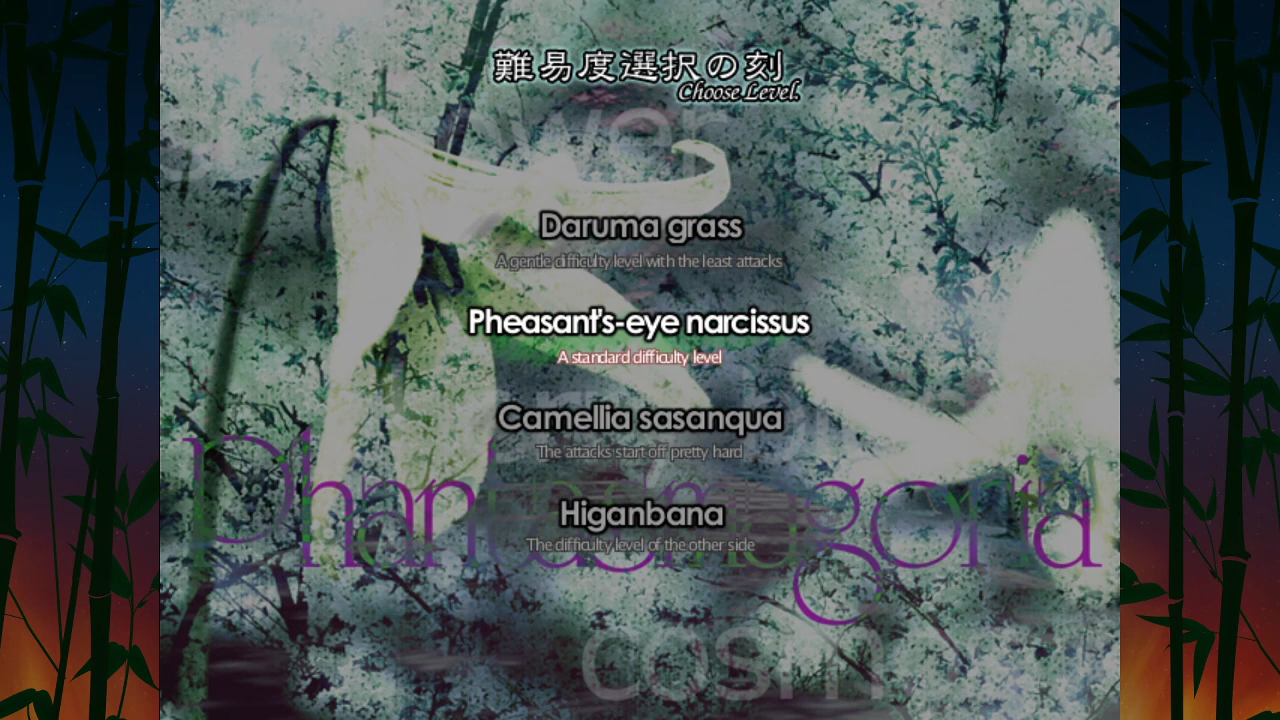 難易度選択の刻
Choose Level.
Daruma grass
A gentle difficulty level with the least attacks
Pheasant's-eye narcissus
A standard difficulty level
Camellia sasanqua
The attacks start off pretty hard
Phantasmagoria
Higanbana
The difficulty level of the other side
cosm